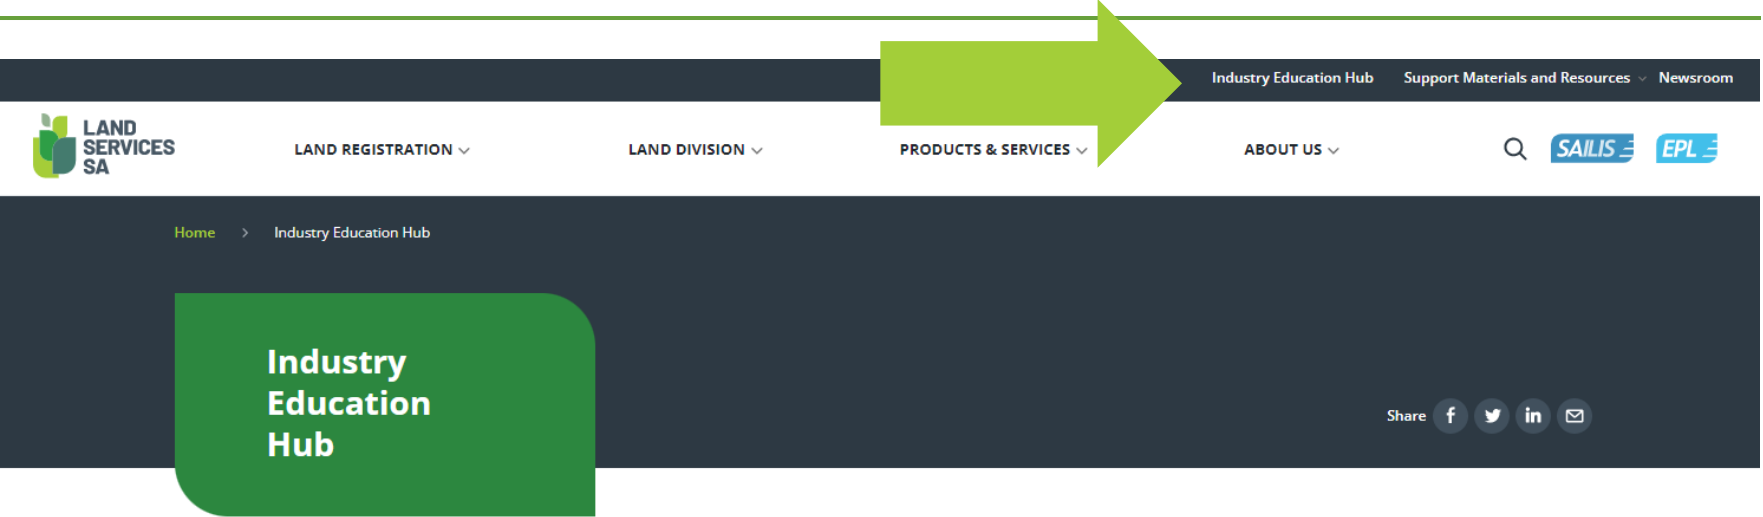 Industry Education Hub Support Materials and Resources Newsroom
LAND
SERVICES
SA
LAND REGISTRATION LAND DIVISION PRODUCTS & SERVICES ABOUT US SAILIS EPL
Home > Industry Education Hub
Industry
Education
Hub
Share f in